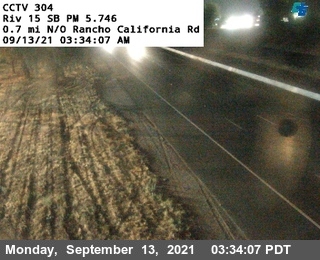 CCTV 304
Riv 15 SB PM 5.746
0.7 mi N/O Rancho California Rd
09/13/21 03:34:07 AM
Monday, September 13, 2021 03:34:07 PDT